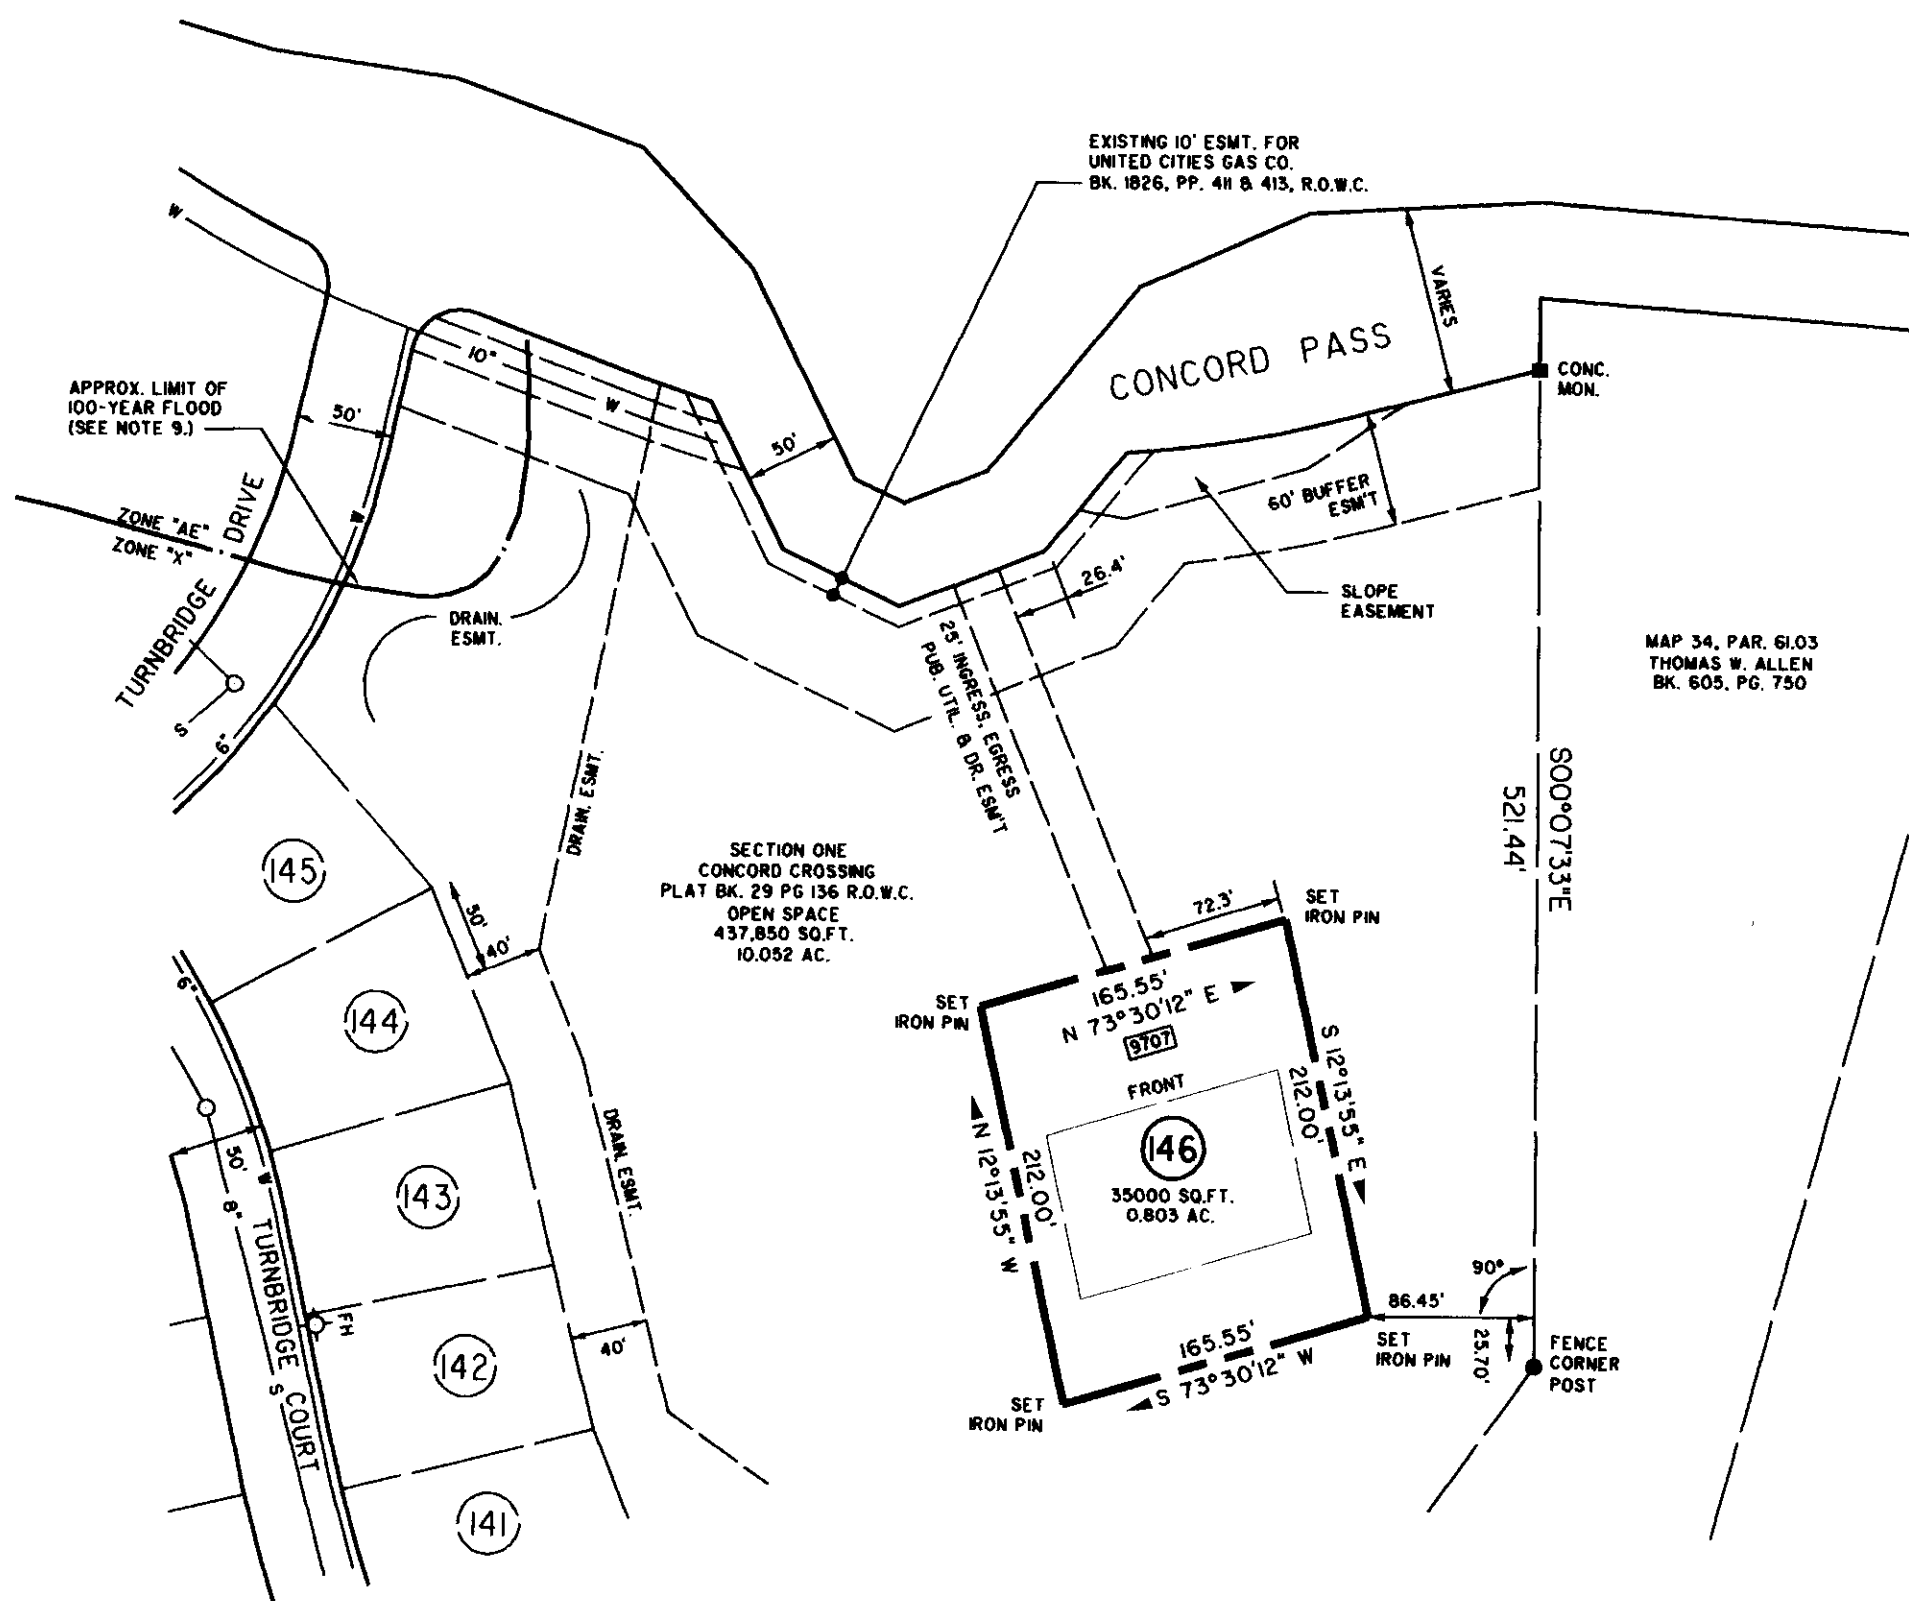 EXISTING 10' ESMT. FOR
UNITED CITIES GAS CO.
BK. 1826, PP. 411 & 413, R.O.W.C.
W
VARIES
CONCORD PASS
10"
W
CONC.
MON.
APPROX. LIMIT OF
100-YEAR FLOOD
(SEE NOTE 9.)
50'
50'
60' BUFFER
ESM'T
ZONE "AE"
ZONE "X"
W
TURNBRIDGE DRIVE
26.4'
SLOPE
EASEMENT
DRAIN.
ESMT.
25' INGRESS, EGRESS
PUB. UTIL. & DR. ESM'T
MAP 34, PAR. 61.03
THOMAS W. ALLEN
BK. 605, PG. 750
S
6"
DRAIN. ESMT.
S00°07'33"E
521.44'
145
SECTION ONE
CONCORD CROSSING
PLAT BK. 29 PG 136 R.O.W.C.
OPEN SPACE
437,850 SQ.FT.
10.052 AC.
50'
40'
72.3'
SET
IRON PIN
6"
144
SET
IRON PIN
165.55'
N 73°30'12" E
9707
S 12°13'55" E
212.00'
FRONT
DRAIN. ESMT.
146
35000 SQ.FT.
0.803 AC.
N 12°13'55" W
212.00'
50'
W
8"
143
TURNBRIDGE COURT
S
FH
142
40'
90°
86.45'
25.70'
SET
IRON PIN
FENCE
CORNER
POST
165.55'
S 73°30'12" W
SET
IRON PIN
141